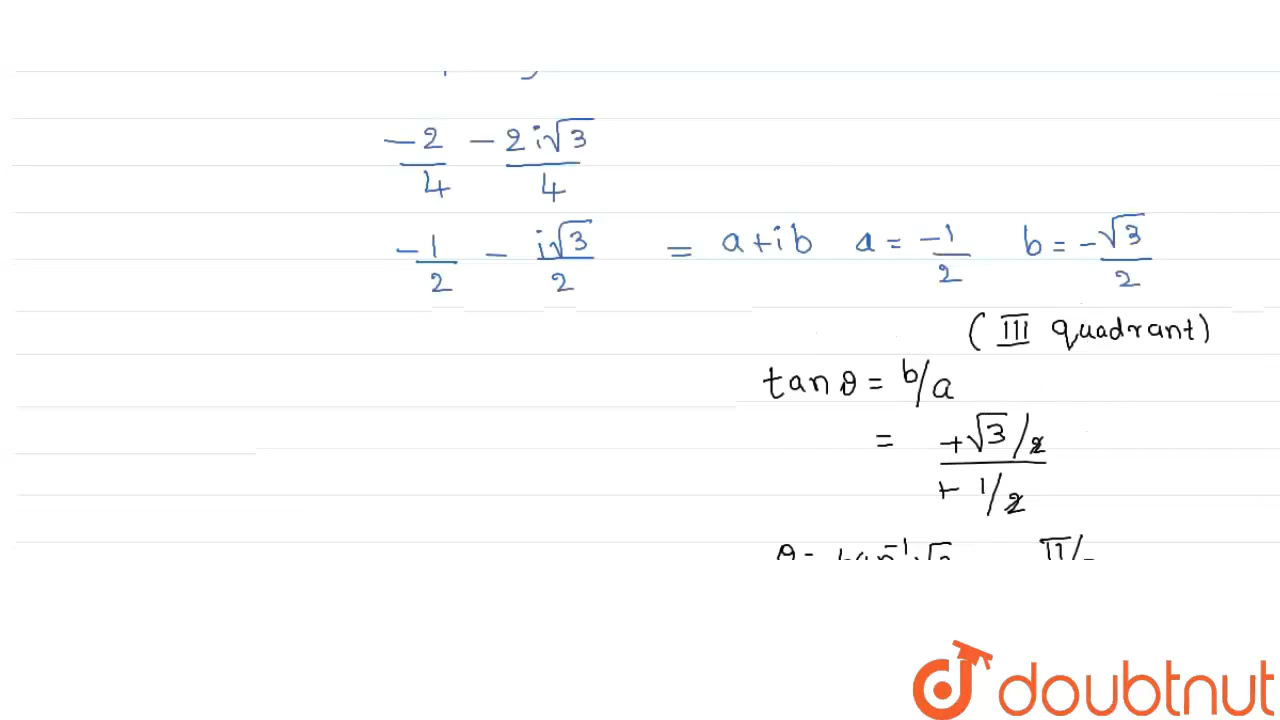 -2/4 - 2i√3/4
-1/2 - i√3/2 = a+ib a = -1/2 b = -√3/2
(III quadrant)
tan θ = b/a
= +√3/2 / +1/2
doubtnut